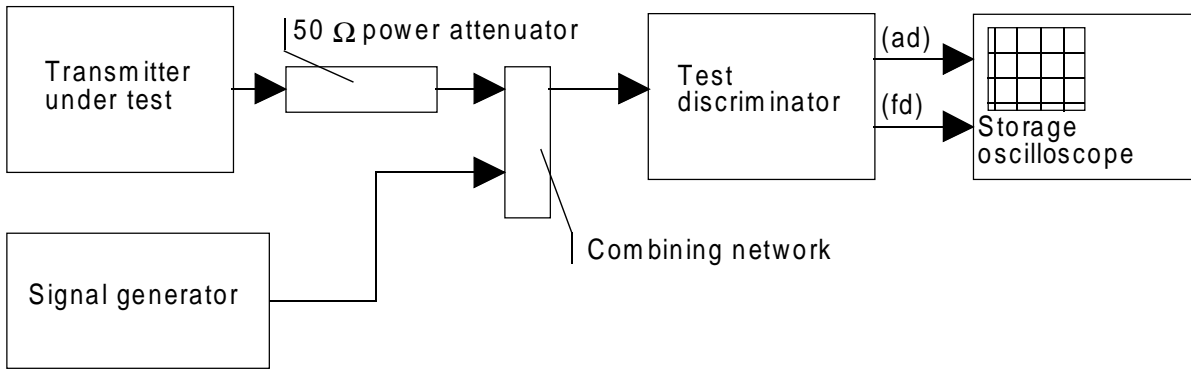 50 Ω power attenuator
Transmitter
under test
(ad)
Test
discriminator
(fd)
Storage
oscilloscope
Combining network
Signal generator